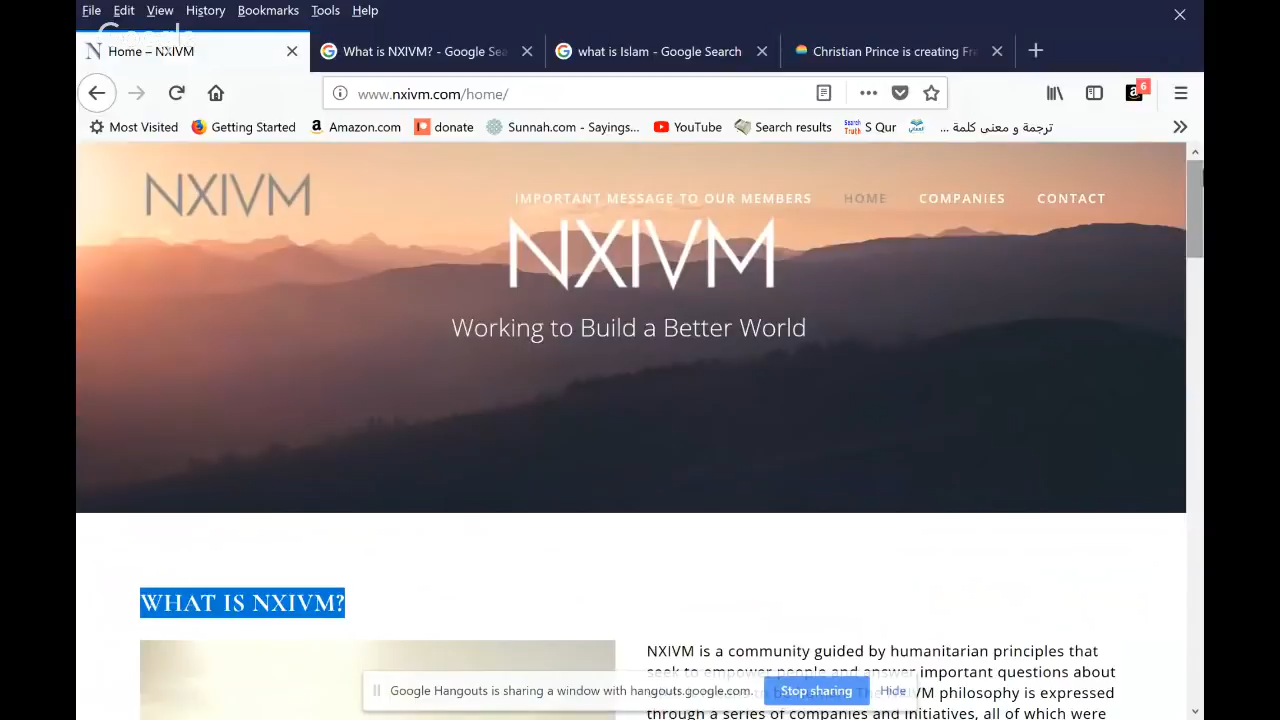 File Edit View History Bookmarks Tools Help
Google
Home – NXIVM
What is NXIVM? - Google Sea
what is Islam - Google Search
Christian Prince is creating Fre
www.nxivm.com/home/
6
Most Visited Getting Started Amazon.com donate Sunnah.com - Sayings... YouTube Search results Search Truth S Qur ترجمة و معنى كلمة ...
NXIVM
IMPORTANT MESSAGE TO OUR MEMBERS HOME COMPANIES CONTACT
NXIVM
Working to Build a Better World
WHAT IS NXIVM?
NXIVM is a community guided by humanitarian principles that
seek to empower people and answer important questions about
philosophy is expressed
through a series of companies and initiatives, all of which were
Google Hangouts is sharing a window with hangouts.google.com.
Stop sharing
Hide